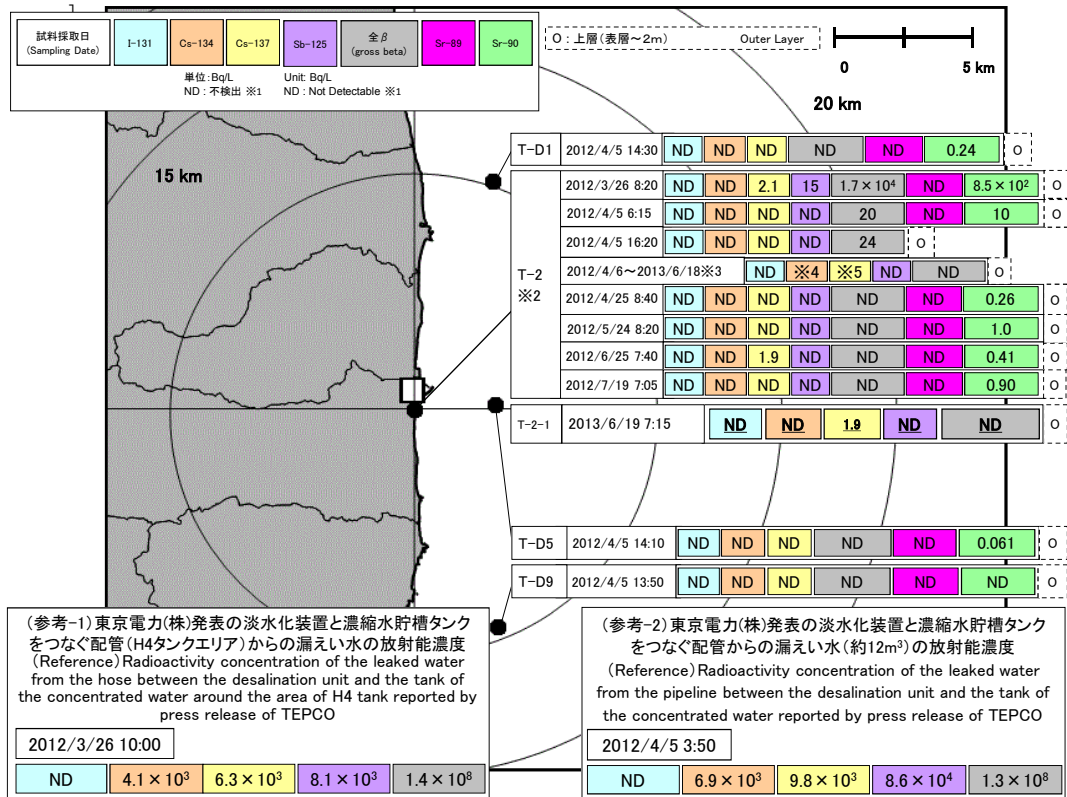 1
試料採取日
(Sampling Date)
I-131
Cs-134
Cs-137
Sb-125
全β
(gross beta)
Sr-89
Sr-90
単位:Bq/L Unit: Bq/L
ND : 不検出 ※1 ND : Not Detectable ※1
O : 上層(表層～2m) Outer Layer
0 5 km
20 km
15 km
T-D1 2012/4/5 14:30 ND ND ND ND ND 0.24 O
T-2
※2
2012/3/26 8:20 ND ND 2.1 15 1.7 × 10⁴ ND 8.5 × 10² O
2012/4/5 6:15 ND ND ND ND 20 ND 10 O
2012/4/5 16:20 ND ND ND ND 24 O
2012/4/6～2013/6/18※3 ND ※4 ※5 ND ND O
2012/4/25 8:40 ND ND ND ND ND ND 0.26 O
2012/5/24 8:20 ND ND ND ND ND ND 1.0 O
2012/6/25 7:40 ND ND 1.9 ND ND ND 0.41 O
2012/7/19 7:05 ND ND ND ND ND ND 0.90 O
T-2-1 2013/6/19 7:15 ND ND 1.9 ND ND O
T-D5 2012/4/5 14:10 ND ND ND ND ND 0.061 O
T-D9 2012/4/5 13:50 ND ND ND ND ND ND O
(参考-1)東京電力(株)発表の淡水化装置と濃縮水貯槽タンク
をつなぐ配管(H4タンクエリア)からの漏えい水の放射能濃度
(Reference)Radioactivity concentration of the leaked water
from the hose between the desalination unit and the tank of
the concentrated water around the area of H4 tank reported by
press release of TEPCO
2012/3/26 10:00
ND 4.1 × 10³ 6.3 × 10³ 8.1 × 10³ 1.4 × 10⁸
(参考-2)東京電力(株)発表の淡水化装置と濃縮水貯槽タンク
をつなぐ配管からの漏えい水(約12m³)の放射能濃度
(Reference)Radioactivity concentration of the leaked water
from the pipeline between the desalination unit and the tank of
the concentrated water reported by press release of TEPCO
2012/4/5 3:50
ND 6.9 × 10³ 9.8 × 10³ 8.6 × 10⁴ 1.3 × 10⁸